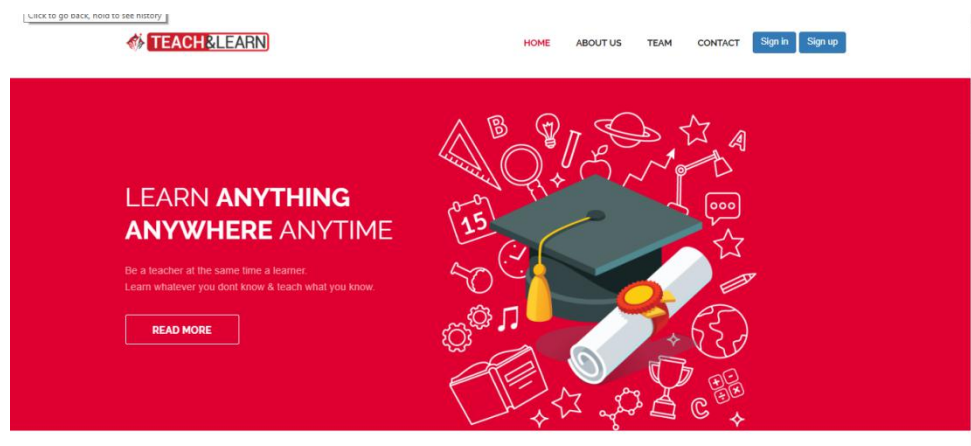 Click to go back, hold to see history
TEACH&LEARN
HOME ABOUT US TEAM CONTACT Sign in Sign up
LEARN ANYTHING
ANYWHERE ANYTIME
Be a teacher at the same time a learner.
Learn whatever you dont know & teach what you know.
READ MORE
B
A
15
C